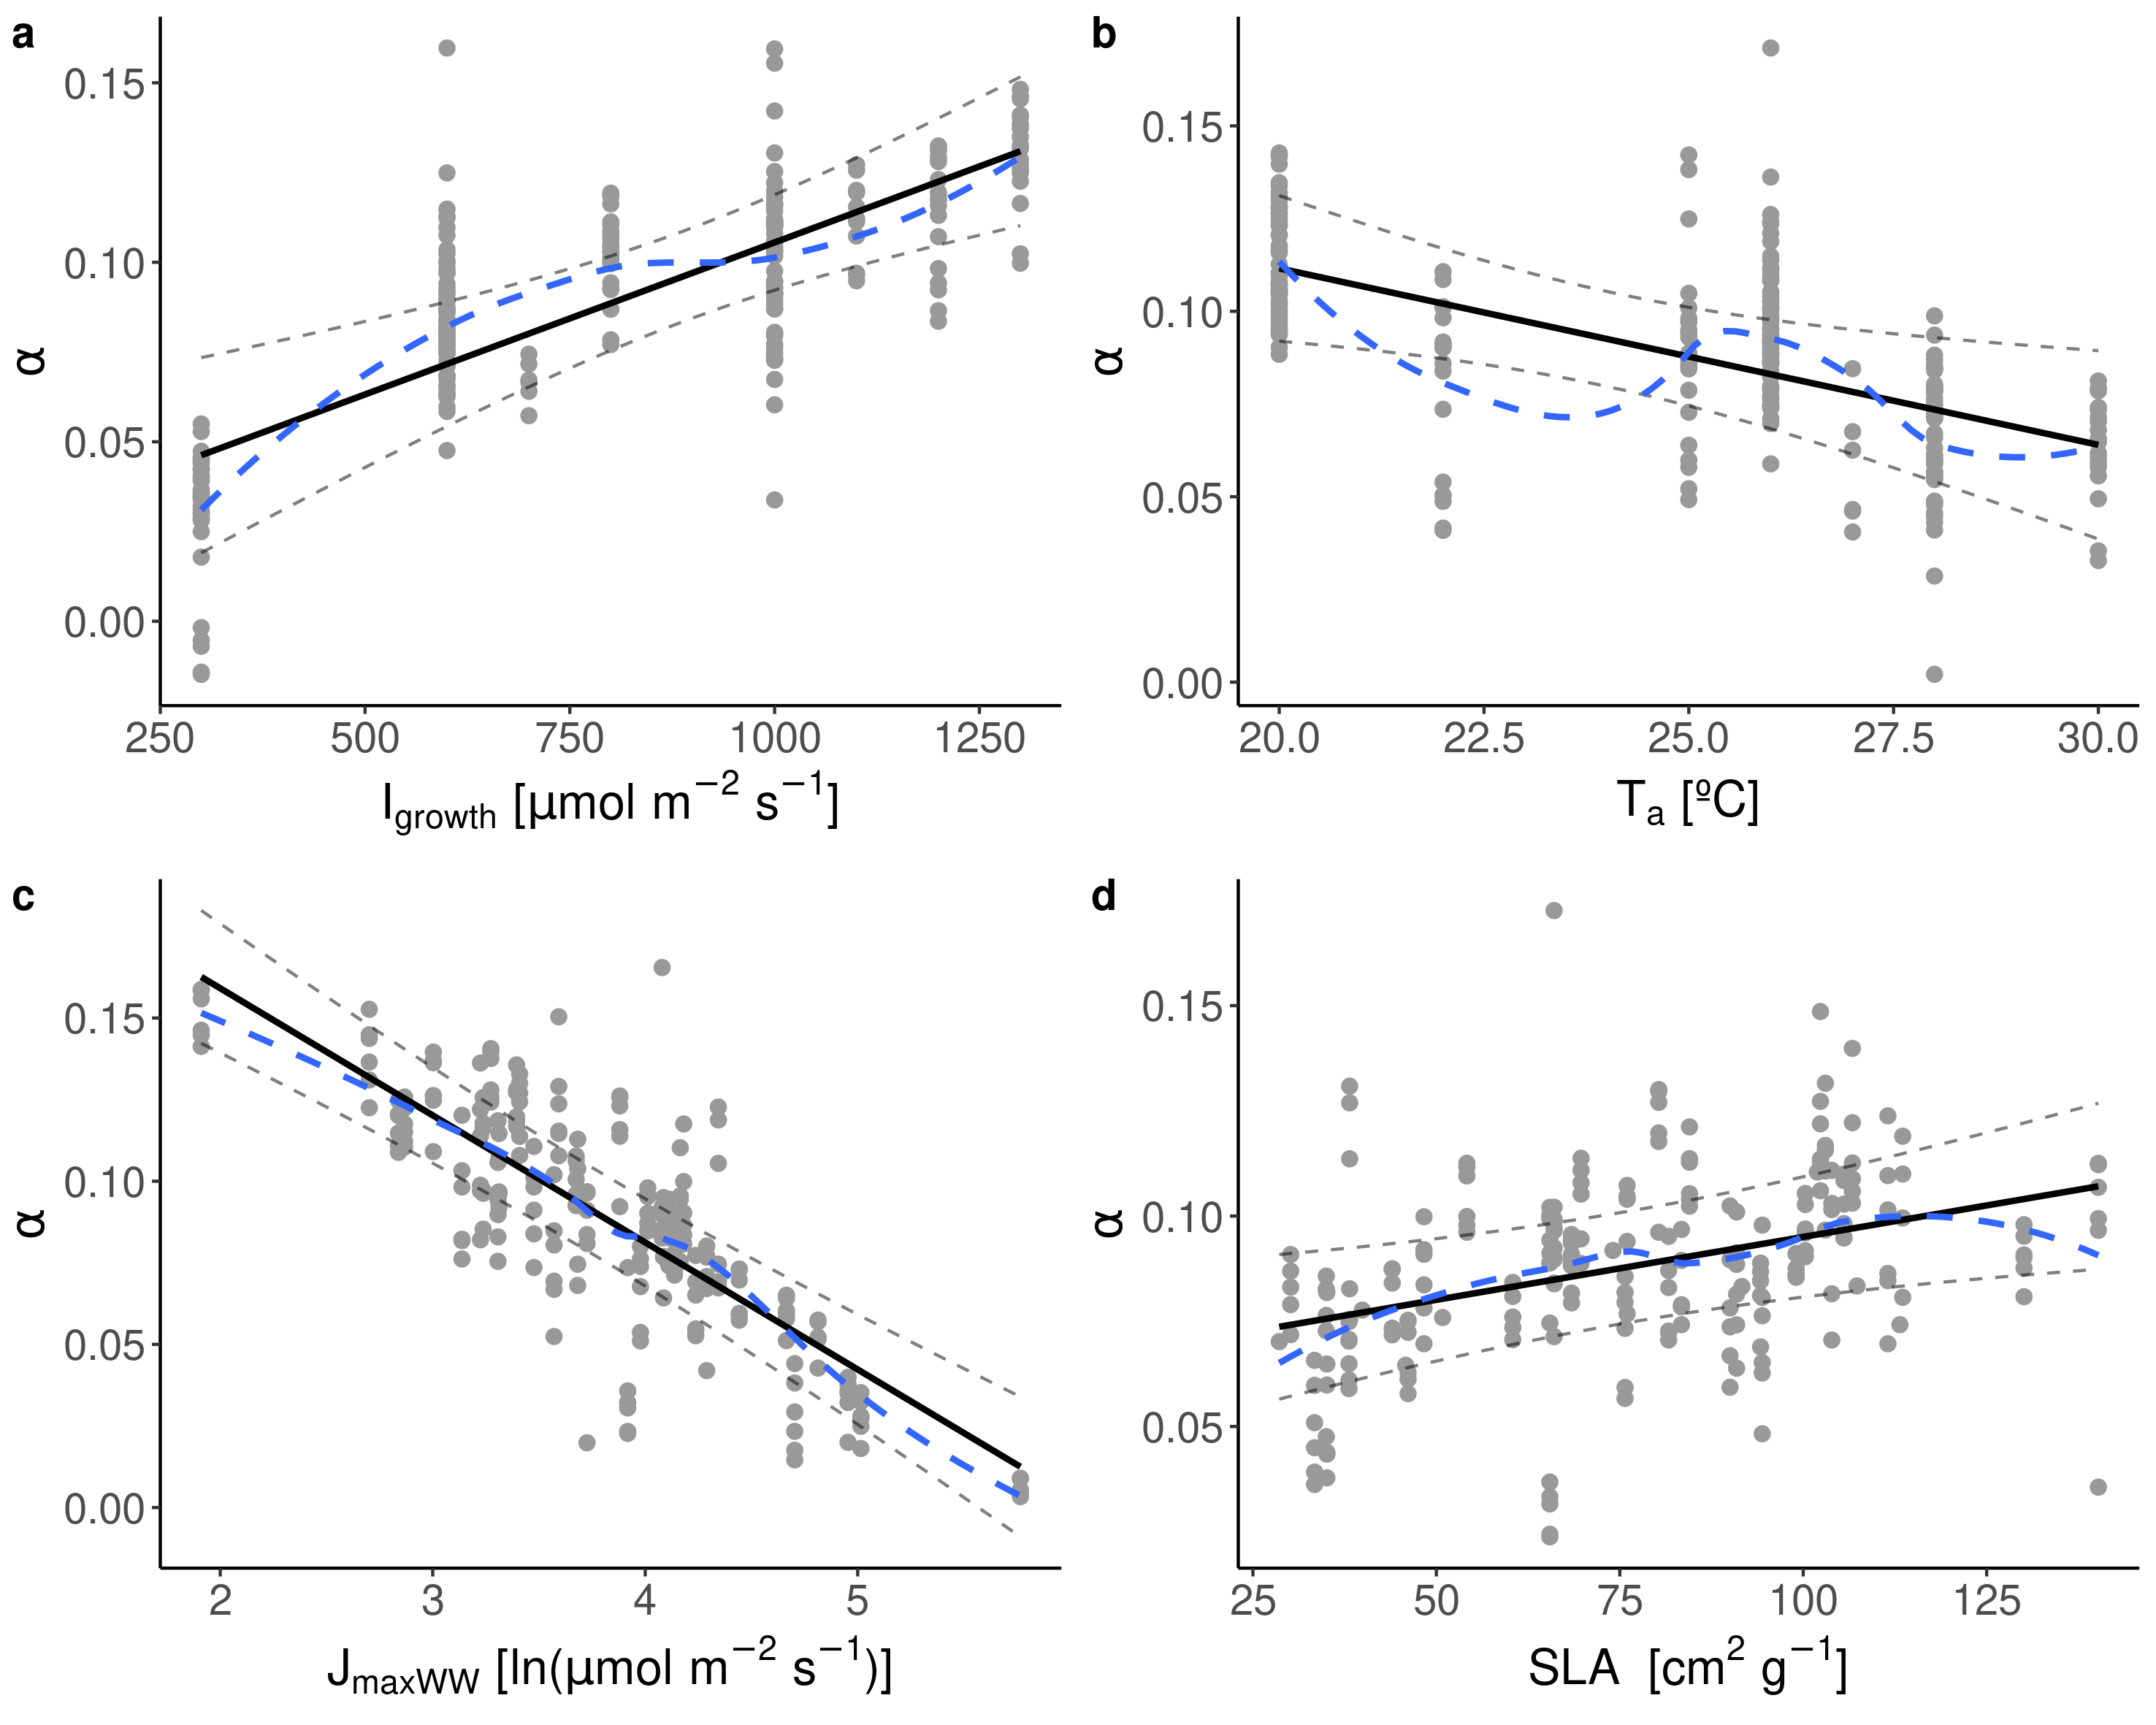 a
0.15
0.10
0.05
0.00
α
250 500 750 1000 1250
I_growth [µmol m⁻² s⁻¹]
b
0.15
0.10
0.05
0.00
α
20.0 22.5 25.0 27.5 30.0
T_a [ºC]
c
0.15
0.10
0.05
0.00
α
2 3 4 5
J_maxWW [ln(µmol m⁻² s⁻¹)]
d
0.15
0.10
0.05
α
25 50 75 100 125
SLA [cm² g⁻¹]